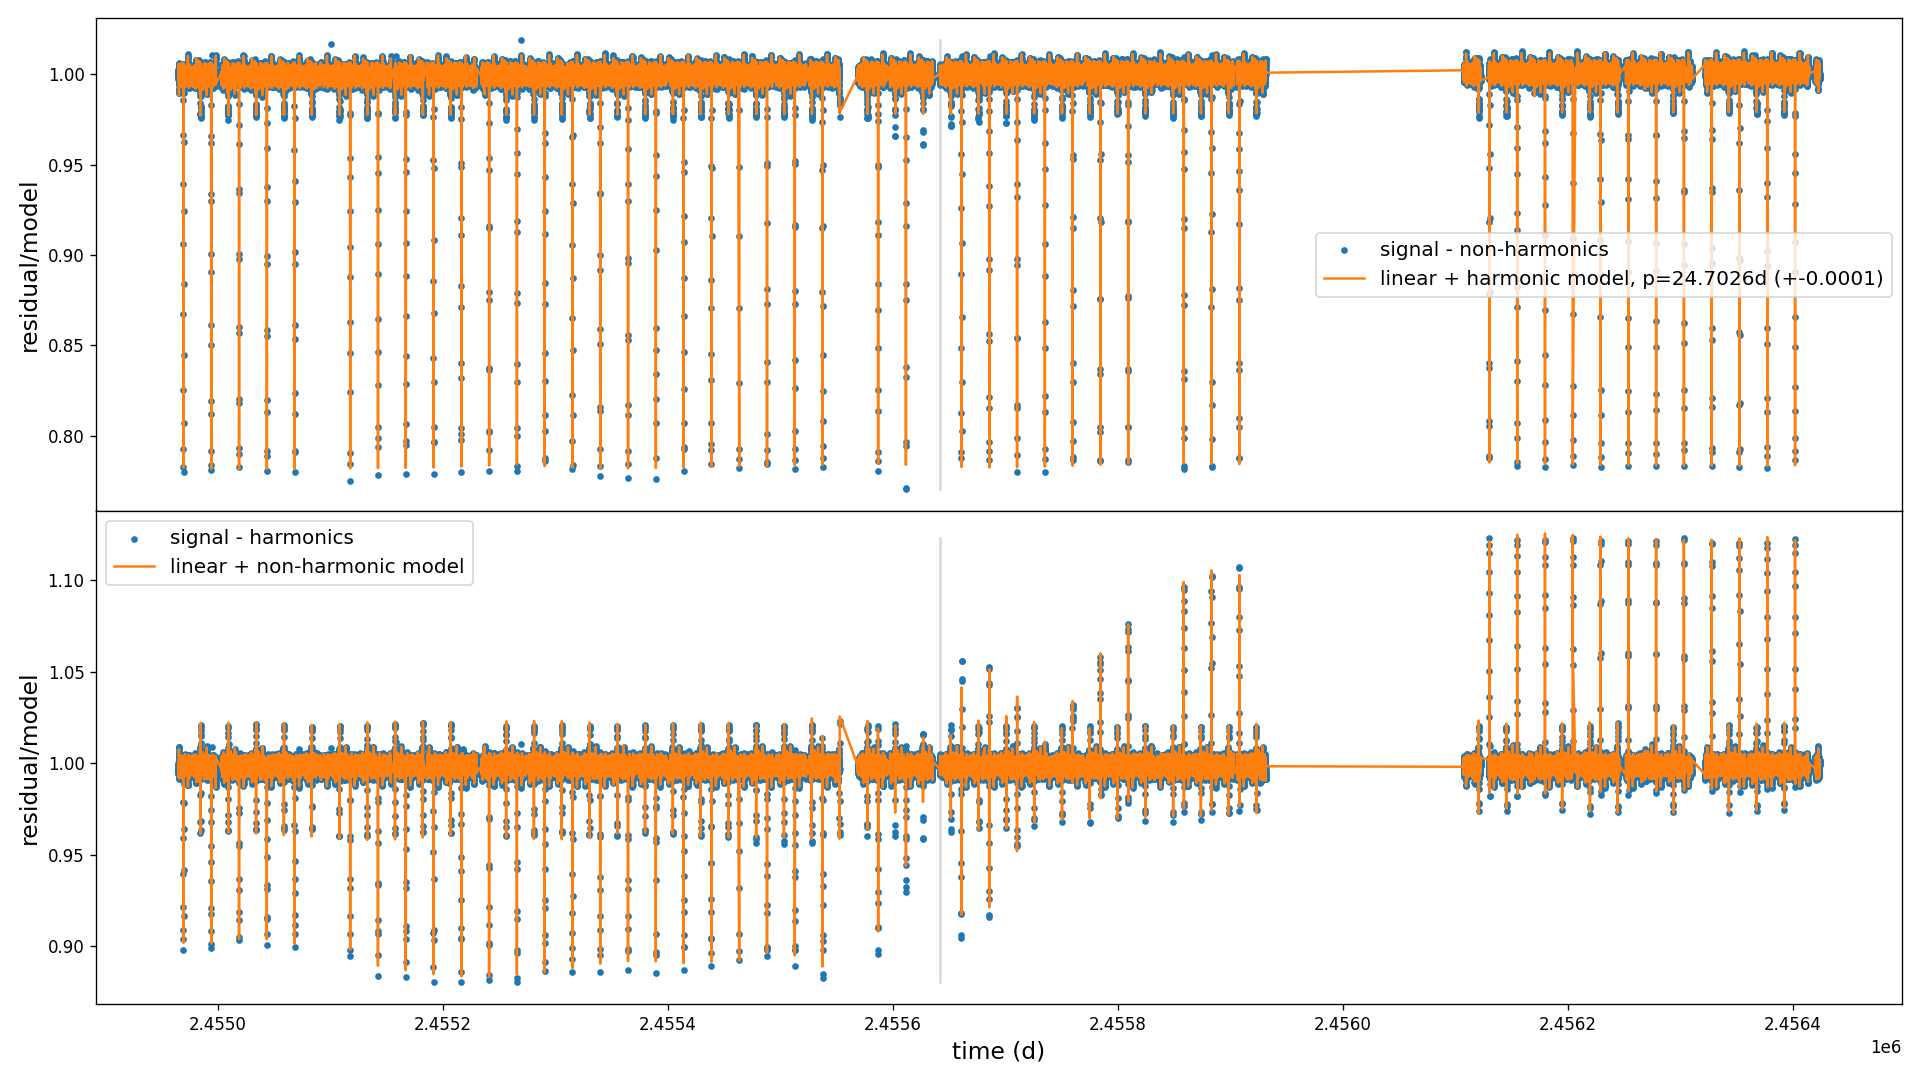 1.00
0.95
0.90
0.85
0.80
residual/model
signal - non-harmonics
linear + harmonic model, p=24.7026d (+-0.0001)
signal - harmonics
linear + non-harmonic model
1.10
1.05
1.00
0.95
0.90
residual/model
2.4550
2.4552
2.4554
2.4556
2.4558
2.4560
2.4562
2.4564
time (d)
1e6